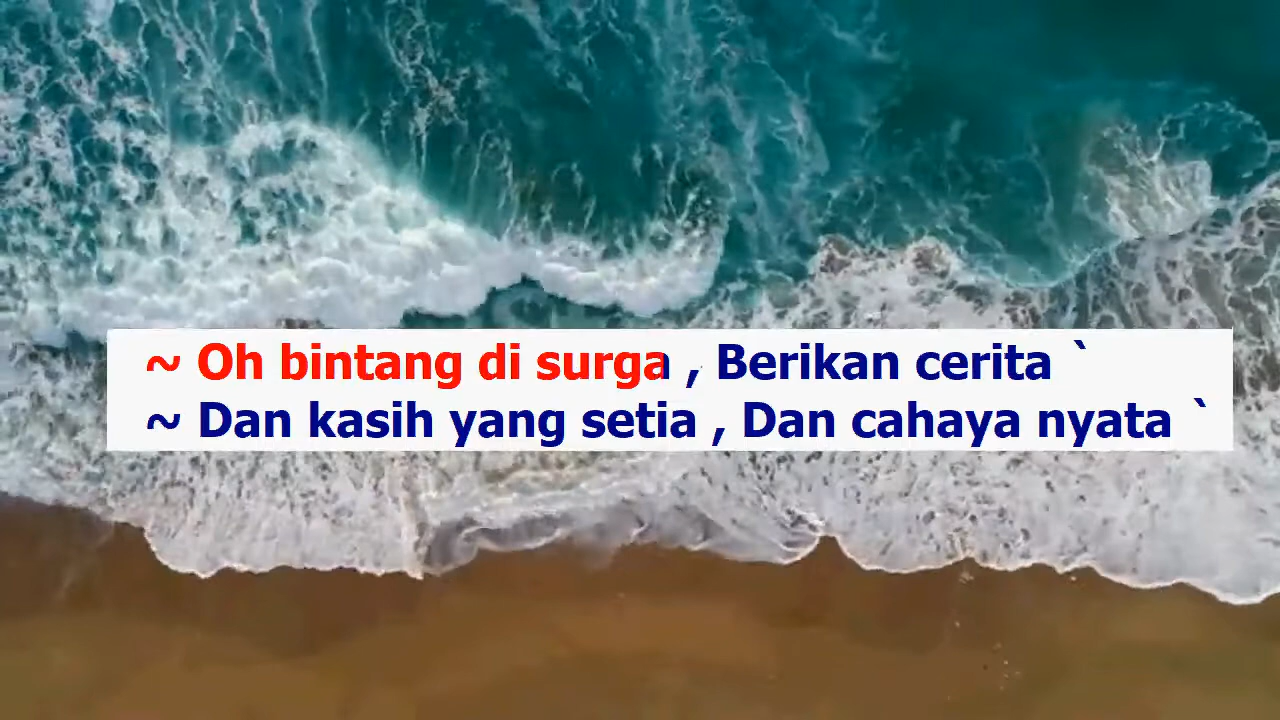 ~ Oh bintang di surga , Berikan cerita `
~ Dan kasih yang setia , Dan cahaya nyata `